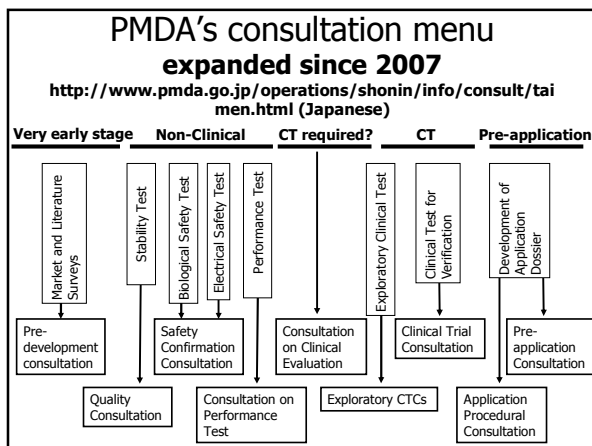 PMDA's consultation menu
expanded since 2007
http://www.pmda.go.jp/operations/shonin/info/consult/tai
men.html (Japanese)
Very early stage
Non-Clinical
CT required?
CT
Pre-application
Market and Literature
Surveys
Stability Test
Biological Safety Test
Electrical Safety Test
Performance Test
Exploratory Clinical Test
Clinical Test for
Verification
Development of
Application
Dossier
Pre-
development
consultation
Safety
Confirmation
Consultation
Consultation
on Clinical
Evaluation
Clinical Trial
Consultation
Pre-
application
Consultation
Quality
Consultation
Consultation on
Performance
Test
Exploratory CTCs
Application
Procedural
Consultation